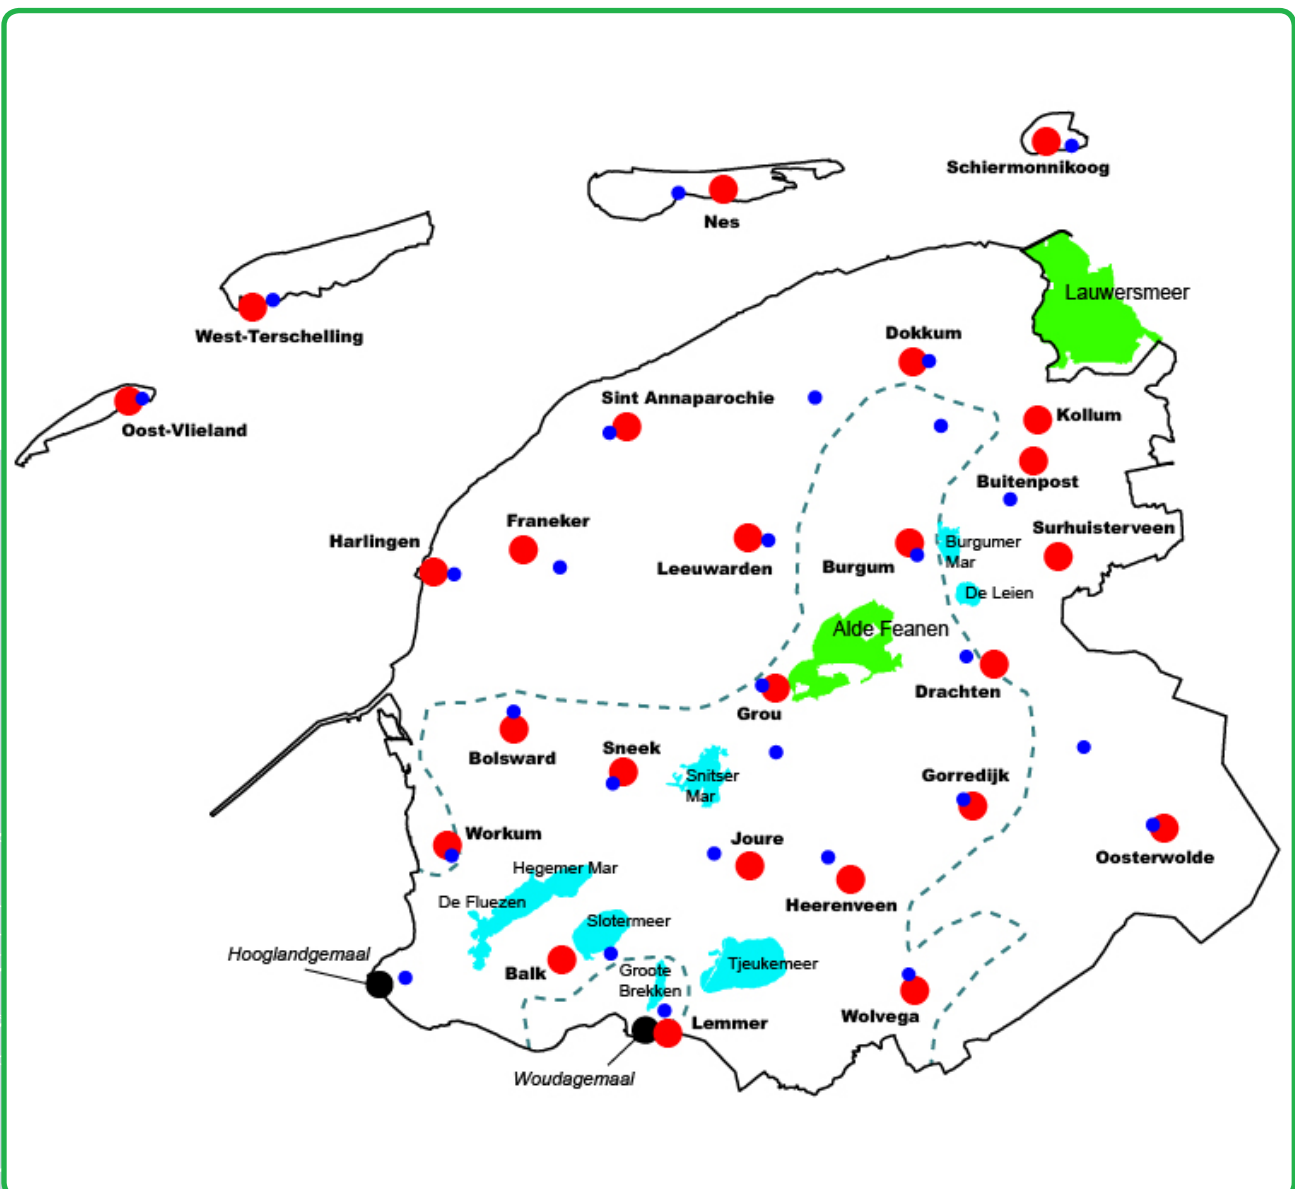 Schiermonnikoog
Nes
Lauwersmeer
West-Terschelling
Dokkum
Sint Annaparochie
Kollum
Oost-Vlieland
Buitenpost
Franeker
Surhuisterveen
Harlingen
Burgumer
Mar
Leeuwarden
Burgum
De Leien
Alde Feanen
Drachten
Grou
Sneek
Bolsward
Snitser
Mar
Gorredijk
Workum
Joure
Oosterwolde
Hegemer Mar
De Fluezen
Heerenveen
Slotermeer
Hooglandgemaal
Tjeukemeer
Balk
Groote
Brekken
Wolvega
Lemmer
Woudagemaal